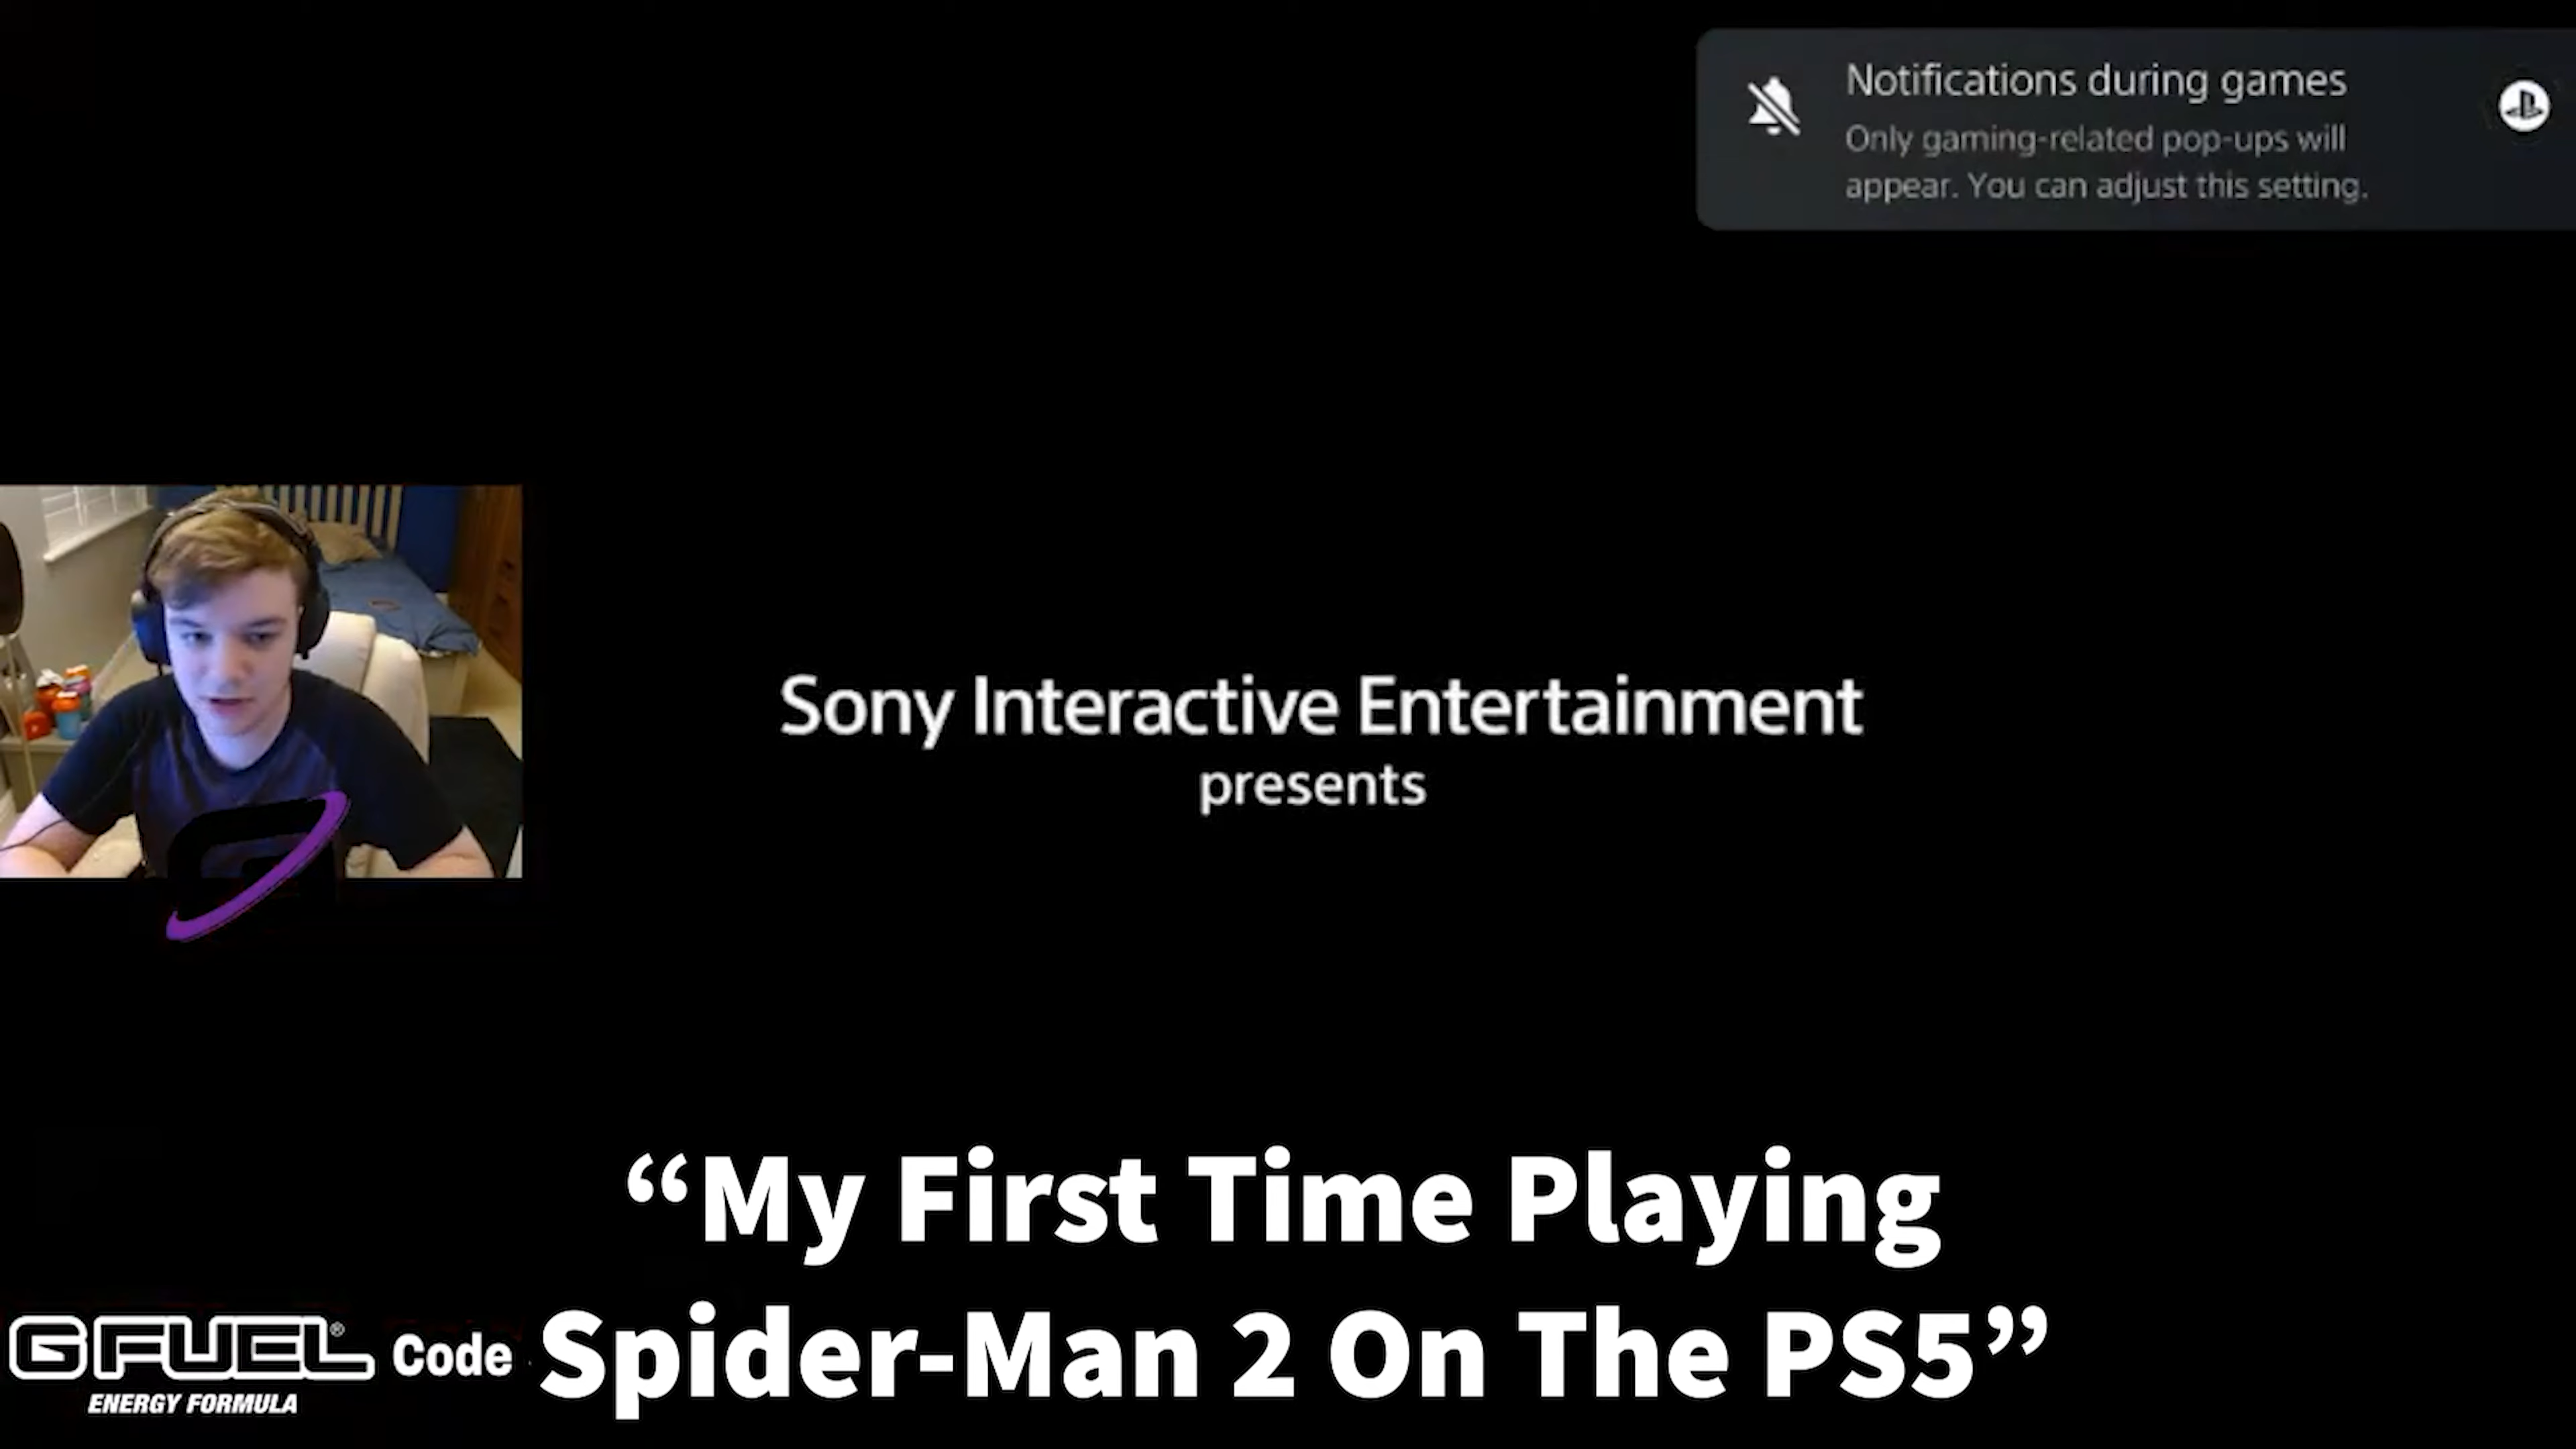 Notifications during games
Only gaming-related pop-ups will
appear. You can adjust this setting.
Sony Interactive Entertainment
presents
“My First Time Playing
Spider-Man 2 On The PS5”
G FUEL® Code
ENERGY FORMULA